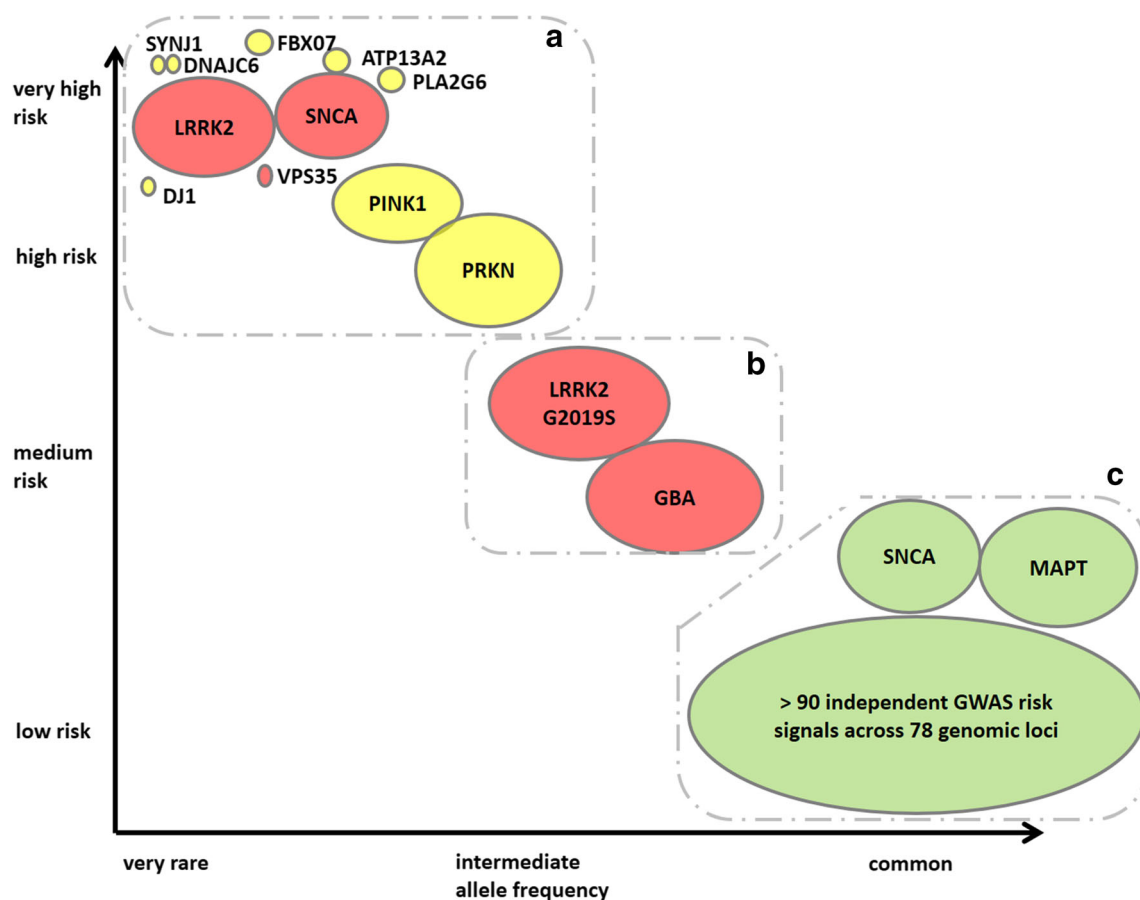 a
SYNJ1
FBX07
DNAJC6
ATP13A2
PLA2G6
very high
risk
LRRK2
SNCA
DJ1
VPS35
PINK1
high risk
PRKN
b
LRRK2
G2019S
medium
risk
GBA
c
SNCA
MAPT
> 90 independent GWAS risk
signals across 78 genomic loci
low risk
very rare
intermediate
allele frequency
common